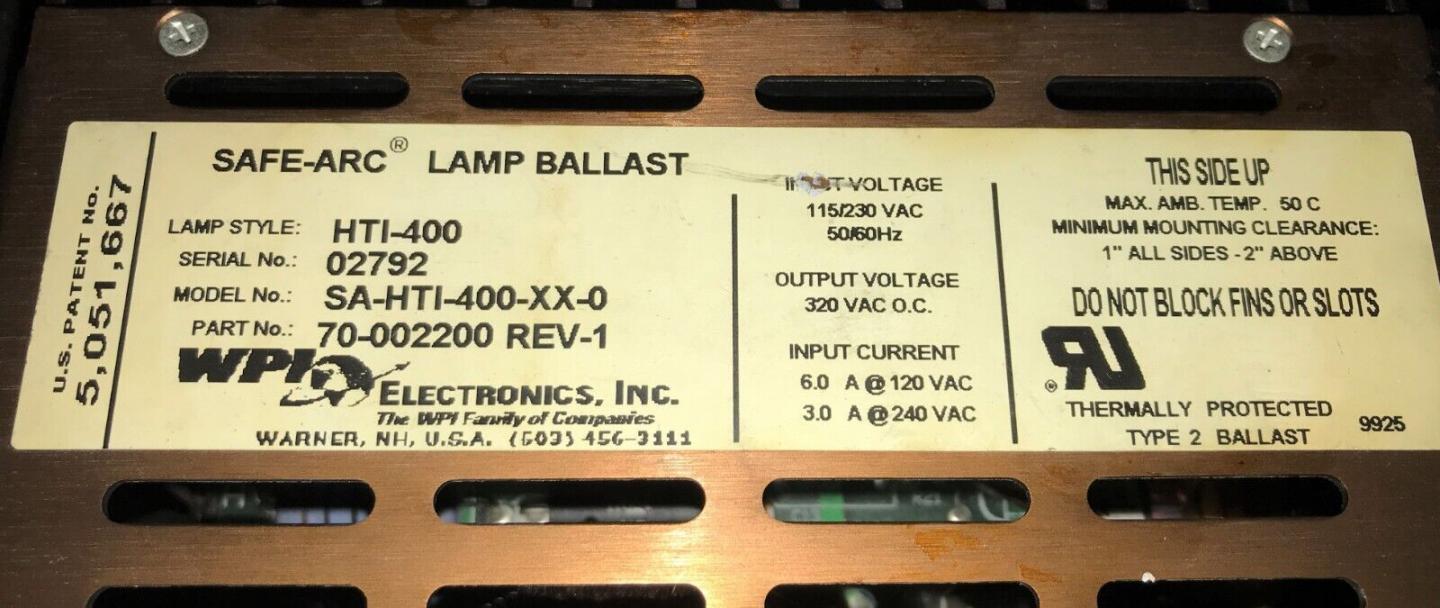 U.S. PATENT No.
5,051,667
SAFE-ARC® LAMP BALLAST
LAMP STYLE: HTI-400
SERIAL No.: 02792
MODEL No.: SA-HTI-400-XX-0
PART No.: 70-002200 REV-1
WPI
ELECTRONICS, INC.
The WPI Family of Companies
WARNER, NH, U.S.A. (603) 456-3111
INPUT VOLTAGE
115/230 VAC
50/60Hz
OUTPUT VOLTAGE
320 VAC O.C.
INPUT CURRENT
6.0 A @ 120 VAC
3.0 A @ 240 VAC
THIS SIDE UP
MAX. AMB. TEMP. 50 C
MINIMUM MOUNTING CLEARANCE:
1" ALL SIDES - 2" ABOVE
DO NOT BLOCK FINS OR SLOTS
RU®
THERMALLY PROTECTED
TYPE 2 BALLAST
9925